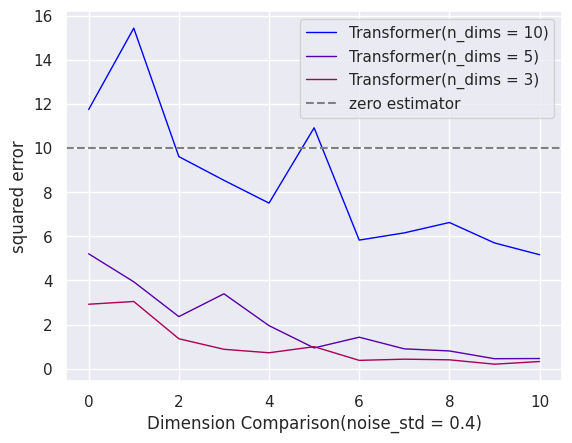 16
14
12
10
8
6
4
2
0
squared error
Transformer(n_dims = 10)
Transformer(n_dims = 5)
Transformer(n_dims = 3)
zero estimator
0 2 4 6 8 10
Dimension Comparison(noise_std = 0.4)